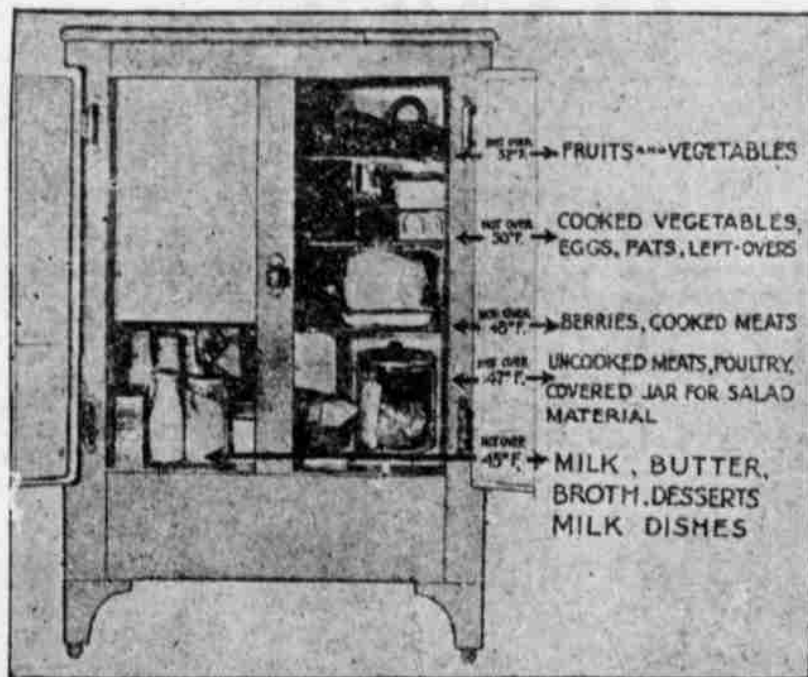 NOT OVER
52°F.
FRUITS AND VEGETABLES
NOT OVER
50°F.
COOKED VEGETABLES,
EGGS, FATS, LEFT-OVERS
NOT OVER
48°F.
BERRIES, COOKED MEATS
NOT OVER
47°F.
UNCOOKED MEATS, POULTRY,
COVERED JAR FOR SALAD
MATERIAL
NOT OVER
45°F.
MILK, BUTTER,
BROTH, DESSERTS
MILK DISHES